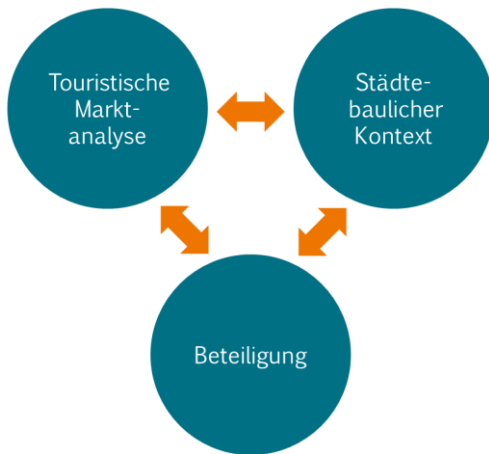 Touristische
Markt-
analyse
Städte-
baulicher
Kontext
Beteiligung